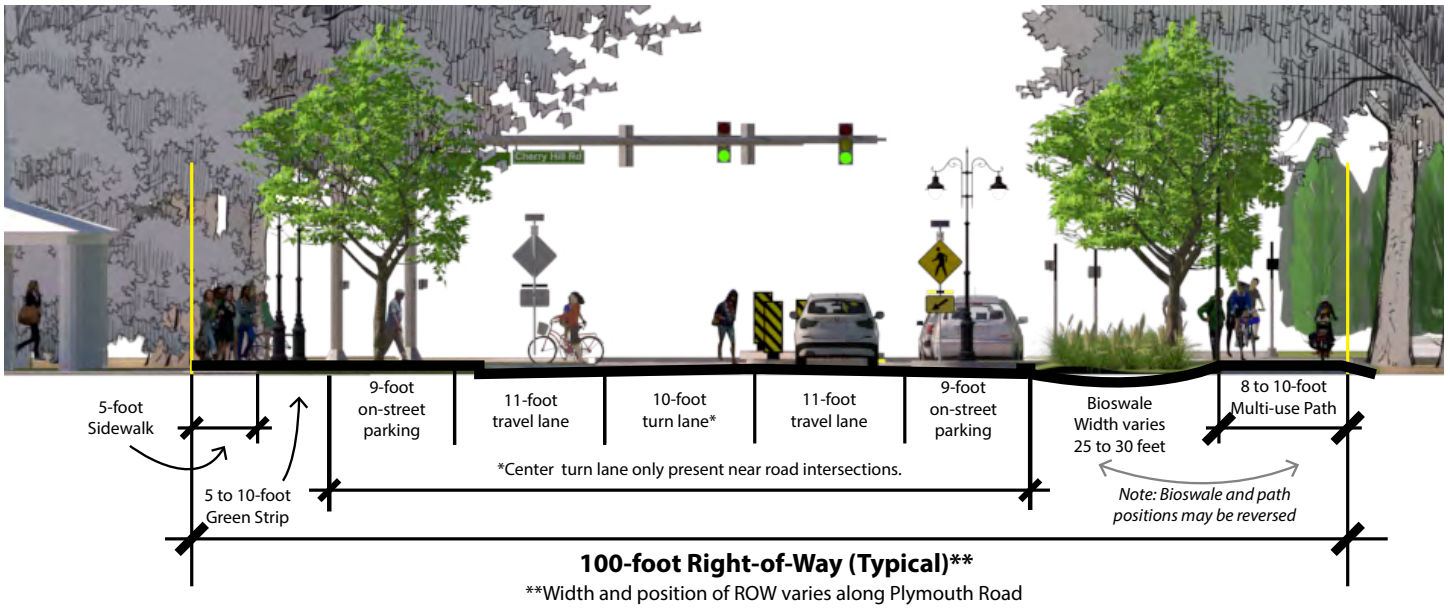 Cherry Hill Rd
5-foot
Sidewalk
5 to 10-foot
Green Strip
9-foot
on-street
parking
11-foot
travel lane
10-foot
turn lane*
11-foot
travel lane
9-foot
on-street
parking
Bioswale
Width varies
25 to 30 feet
8 to 10-foot
Multi-use Path
*Center turn lane only present near road intersections.
Note: Bioswale and path
positions may be reversed
100-foot Right-of-Way (Typical)**
**Width and position of ROW varies along Plymouth Road